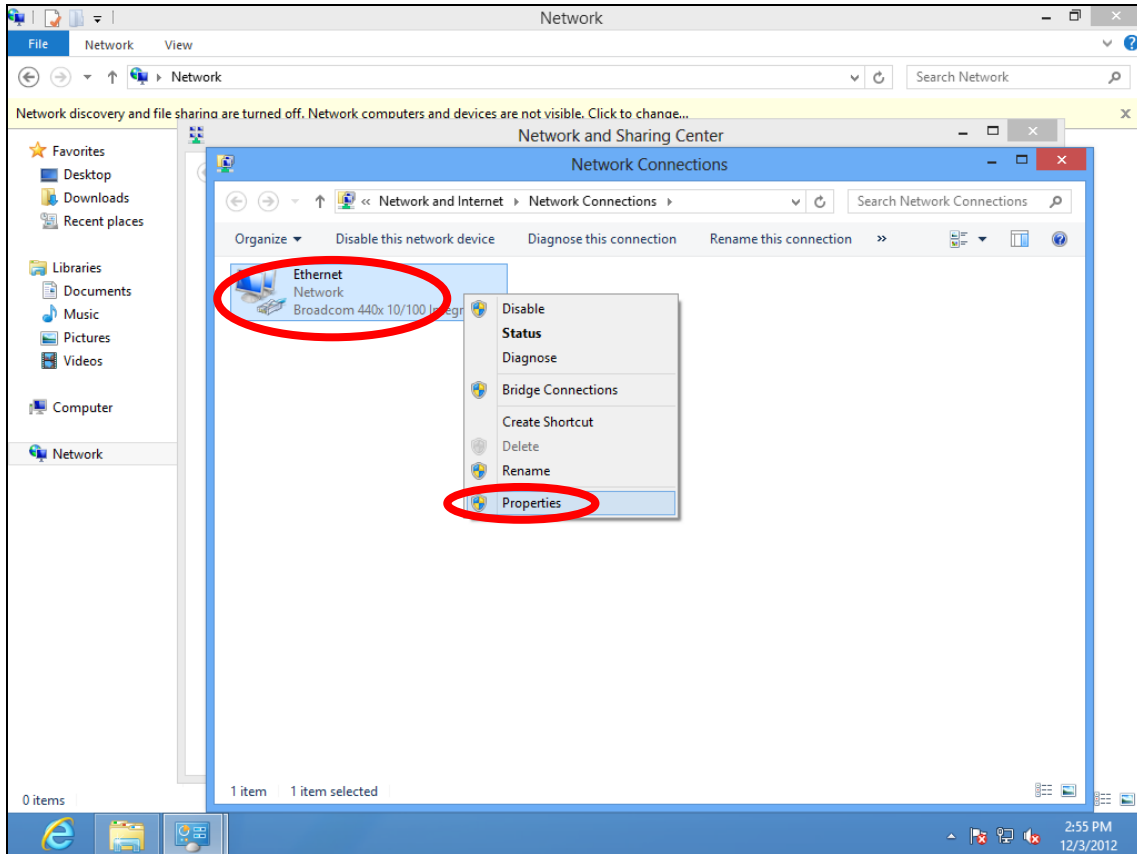 Network
File Network View
Network
Search Network
Network discovery and file sharing are turned off. Network computers and devices are not visible. Click to change...
Network and Sharing Center
Network Connections
« Network and Internet Network Connections
Search Network Connections
Organize Disable this network device Diagnose this connection Rename this connection »
Favorites
Desktop
Downloads
Recent places
Libraries
Documents
Music
Pictures
Videos
Computer
Network
Ethernet
Network
Broadcom 440x 10/100 Integr
Disable
Status
Diagnose
Bridge Connections
Create Shortcut
Delete
Rename
Properties
1 item 1 item selected
0 items
2:55 PM
12/3/2012